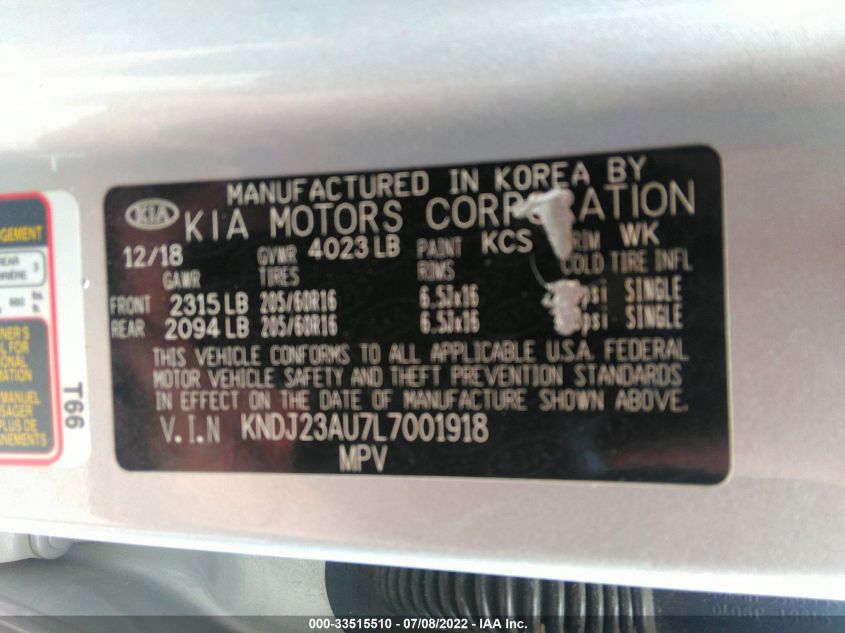 MANUFACTURED IN KOREA BY
KIA KIA MOTORS CORP ATION
12/18 GVWR 4023 LB PAINT KCS WK
GAWR TIRES RIMS COLD TIRE INFL
FRONT 2315 LB 205/60R16 6.5Jx16 psi SINGLE
REAR 2094 LB 205/60R16 6.5Jx16 psi SINGLE
THIS VEHICLE CONFORMS TO ALL APPLICABLE U.S.A. FEDERAL
MOTOR VEHICLE SAFETY AND THEFT PREVENTION STANDARDS
IN EFFECT ON THE DATE OF MANUFACTURE SHOWN ABOVE.
V.I.N KNDJ23AU7L7001918
MPV
T66
000-33515510 - 07/08/2022 - IAA Inc.